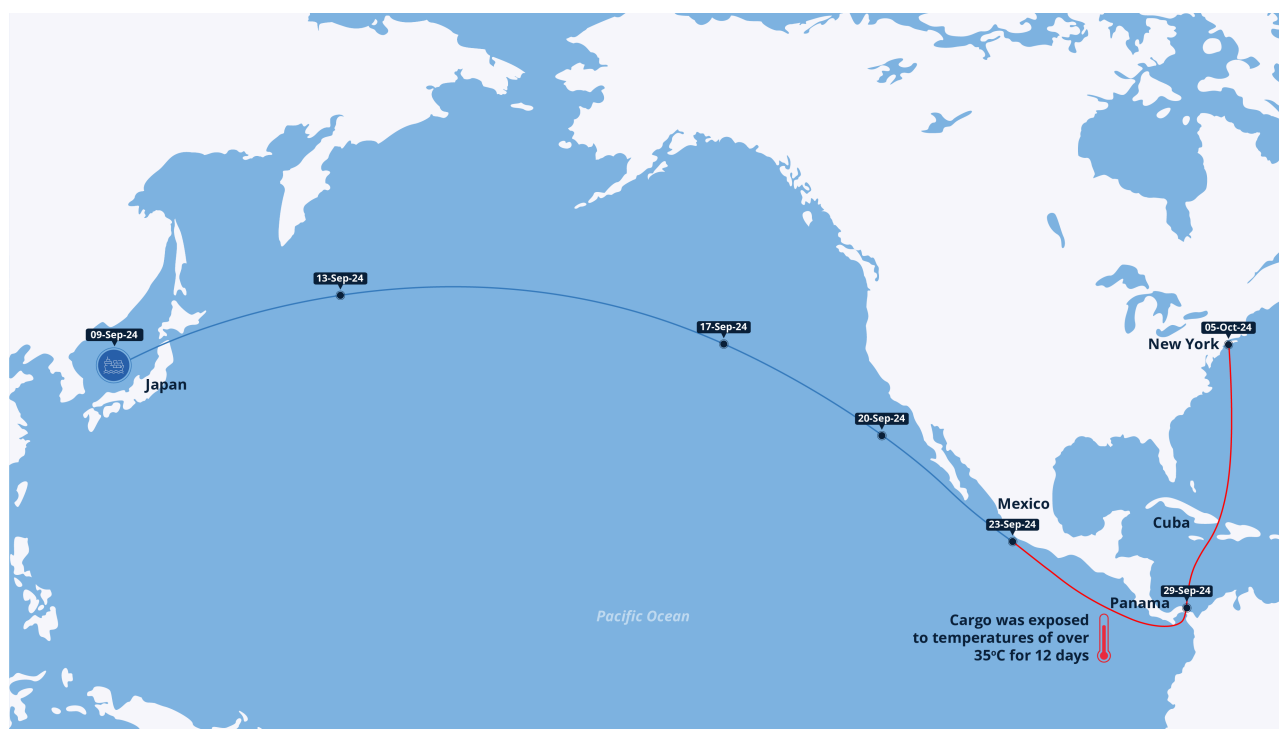 13-Sep-24
17-Sep-24
05-Oct-24
09-Sep-24
New York
Japan
20-Sep-24
Mexico
23-Sep-24
Cuba
29-Sep-24
Panama
Pacific Ocean
Cargo was exposed
to temperatures of over
35ºC for 12 days